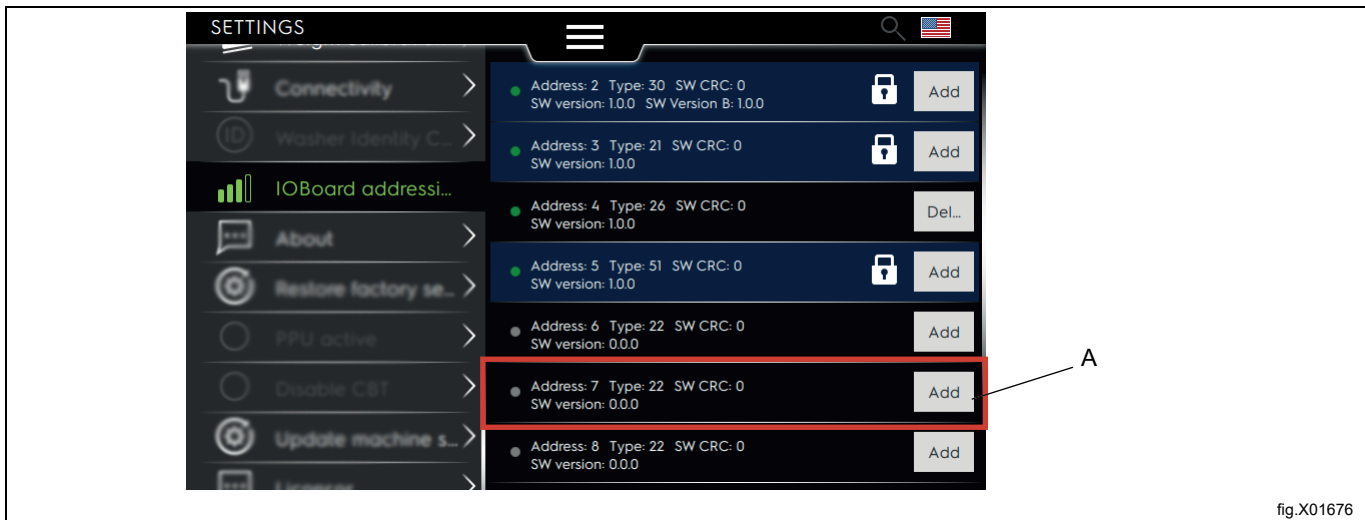 SETTINGS
Connectivity
ID
Washer Identity C...
IOBoard addressi...
About
Restore factory se...
PPU active
Disable CBT
Update machine s...
Licenses
Address: 2 Type: 30 SW CRC: 0
SW version: 1.0.0 SW Version B: 1.0.0
Add
Address: 3 Type: 21 SW CRC: 0
SW version: 1.0.0
Add
Address: 4 Type: 26 SW CRC: 0
SW version: 1.0.0
Del...
Address: 5 Type: 51 SW CRC: 0
SW version: 1.0.0
Add
Address: 6 Type: 22 SW CRC: 0
SW version: 0.0.0
Add
Address: 7 Type: 22 SW CRC: 0
SW version: 0.0.0
Add
Address: 8 Type: 22 SW CRC: 0
SW version: 0.0.0
Add
A
fig.X01676